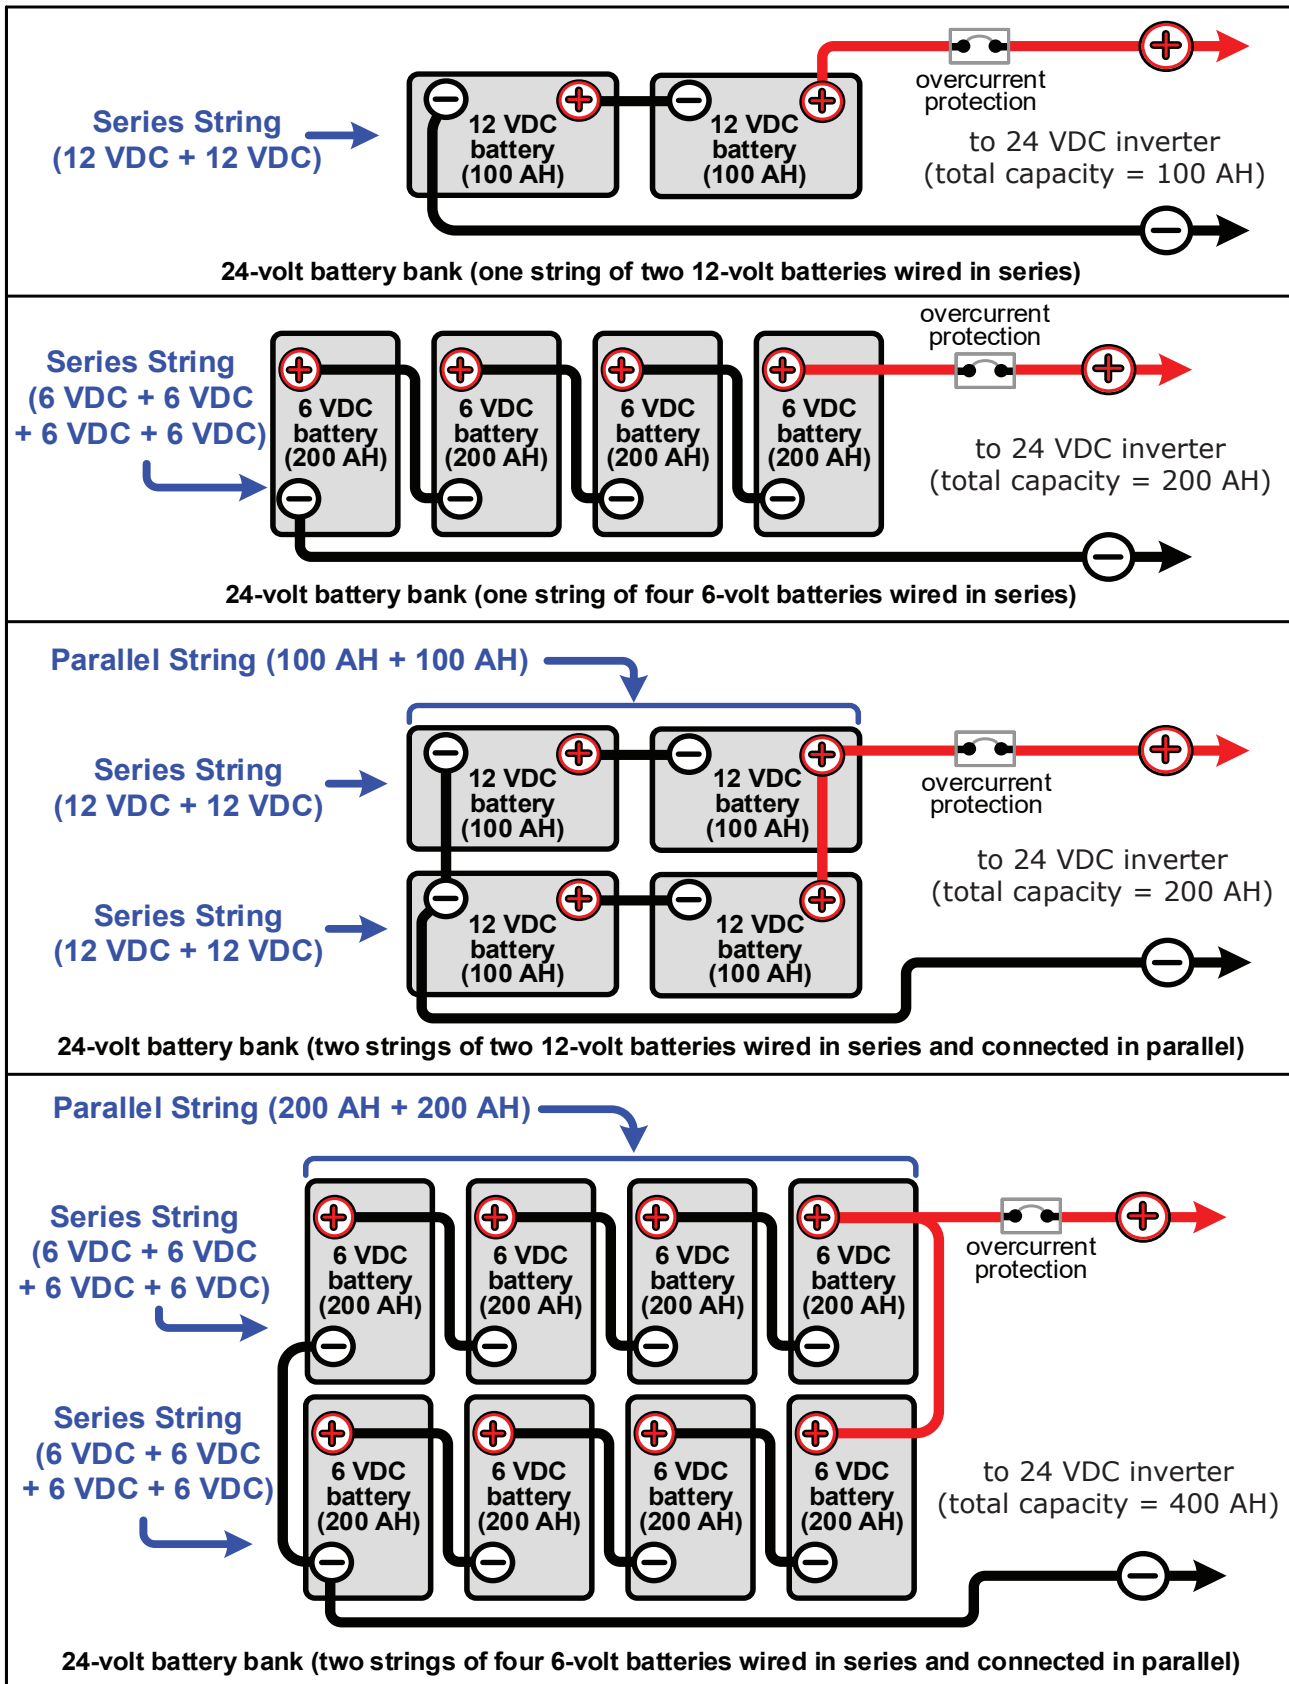 Series String
(12 VDC + 12 VDC)
12 VDC
battery
(100 AH)
12 VDC
battery
(100 AH)
overcurrent
protection
to 24 VDC inverter
(total capacity = 100 AH)
24-volt battery bank (one string of two 12-volt batteries wired in series)
Series String
(6 VDC + 6 VDC
+ 6 VDC + 6 VDC)
6 VDC
battery
(200 AH)
6 VDC
battery
(200 AH)
6 VDC
battery
(200 AH)
6 VDC
battery
(200 AH)
overcurrent
protection
to 24 VDC inverter
(total capacity = 200 AH)
24-volt battery bank (one string of four 6-volt batteries wired in series)
Parallel String (100 AH + 100 AH)
Series String
(12 VDC + 12 VDC)
12 VDC
battery
(100 AH)
12 VDC
battery
(100 AH)
overcurrent
protection
to 24 VDC inverter
(total capacity = 200 AH)
Series String
(12 VDC + 12 VDC)
12 VDC
battery
(100 AH)
12 VDC
battery
(100 AH)
24-volt battery bank (two strings of two 12-volt batteries wired in series and connected in parallel)
Parallel String (200 AH + 200 AH)
Series String
(6 VDC + 6 VDC
+ 6 VDC + 6 VDC)
6 VDC
battery
(200 AH)
6 VDC
battery
(200 AH)
6 VDC
battery
(200 AH)
6 VDC
battery
(200 AH)
overcurrent
protection
Series String
(6 VDC + 6 VDC
+ 6 VDC + 6 VDC)
6 VDC
battery
(200 AH)
6 VDC
battery
(200 AH)
6 VDC
battery
(200 AH)
6 VDC
battery
(200 AH)
to 24 VDC inverter
(total capacity = 400 AH)
24-volt battery bank (two strings of four 6-volt batteries wired in series and connected in parallel)